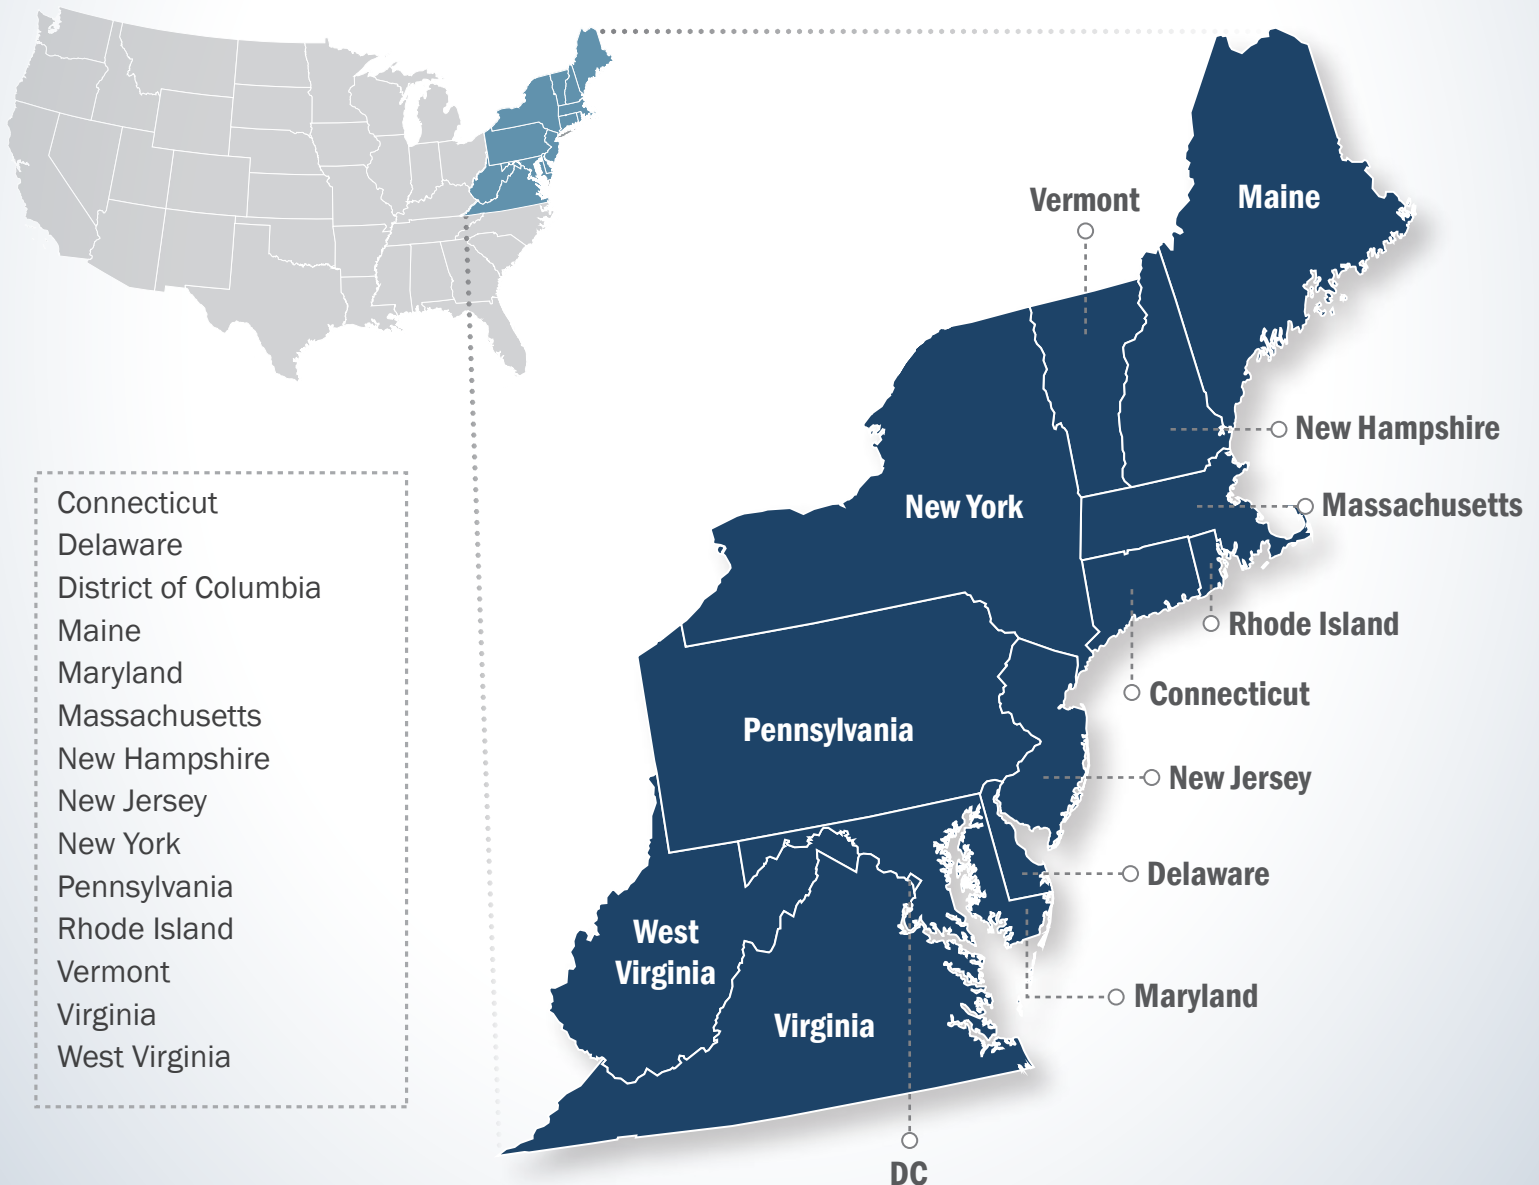 Connecticut
Delaware
District of Columbia
Maine
Maryland
Massachusetts
New Hampshire
New Jersey
New York
Pennsylvania
Rhode Island
Vermont
Virginia
West Virginia
Vermont
Maine
New Hampshire
New York
Massachusetts
Rhode Island
Connecticut
Pennsylvania
New Jersey
Delaware
West
Virginia
Maryland
Virginia
DC